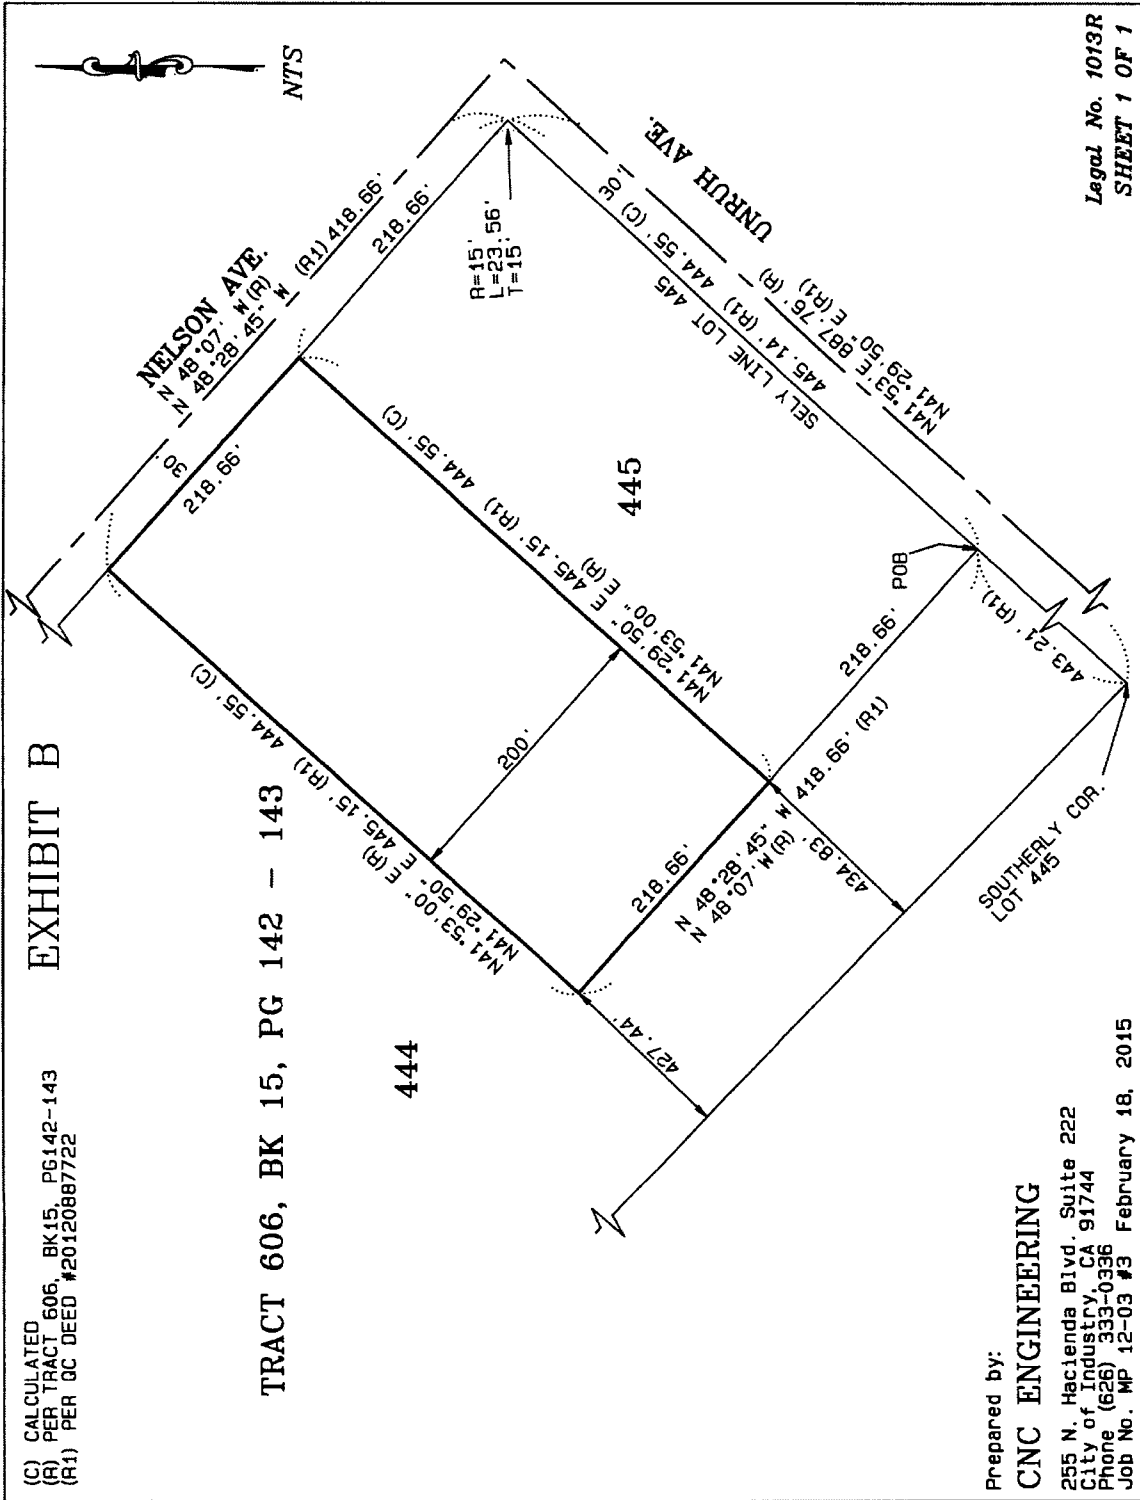 (C) CALCULATED
(R) PER TRACT 606, BK15, PG142-143
(R1) PER QC DEED #20120887722
EXHIBIT B
TRACT 606, BK 15, PG 142 - 143
NTS
NELSON AVE.
N 48°07' W (R)
N 48°28'45" W (R1) 418.66'
30'
218.66'
218.66'
R=15'
L=23.56'
T=15'
UNRUH AVE.
30'
SELY LINE LOT 445
445.14' (R1) 444.55' (C)
N41°53'E 887.76' (R)
N41°29'50" E (R1)
N41°53'00" E (R)
N41°29'50" E 445.15' (R1) 444.55' (C)
200'
N41°29'50" E 445.15' (R1) 444.55' (C)
N41°53'00" E (R)
444
445
218.66'
218.66'
N 48°28'45" W 418.66' (R1)
N 48°07' W (R)
POB
427.44'
434.83'
443.21' (R1)
SOUTHERLY COR.
LOT 445
Prepared by:
CNC ENGINEERING
255 N. Hacienda Blvd. Suite 222
City of Industry, CA 91744
Phone (626) 333-0336
Job No. MP 12-03 #3 February 18, 2015
Legal No. 1013R
SHEET 1 OF 1